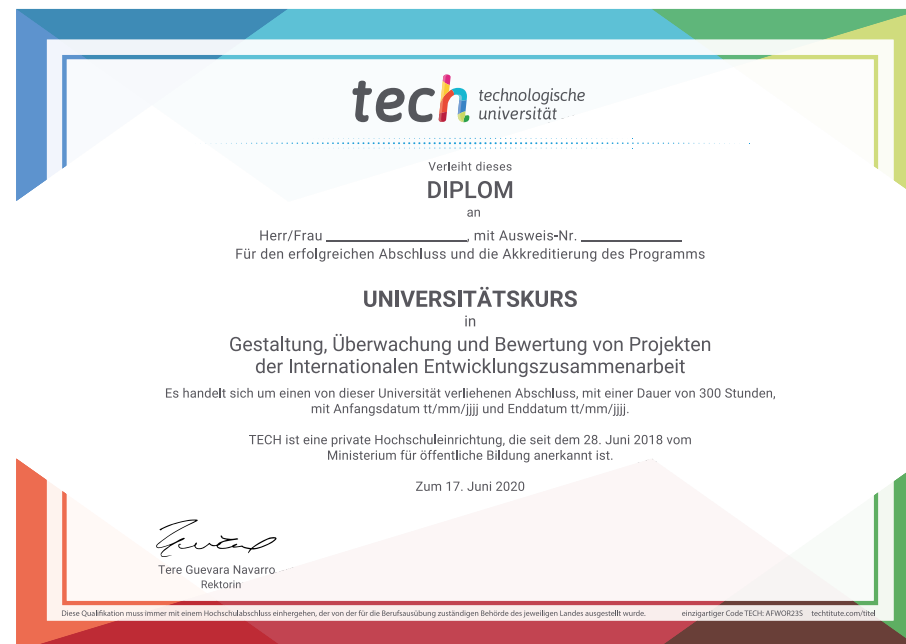 tech technologische
universität
Verleiht dieses
DIPLOM
an
Herr/Frau ____________, mit Ausweis-Nr. ____________
Für den erfolgreichen Abschluss und die Akkreditierung des Programms
UNIVERSITÄTSKURS
in
Gestaltung, Überwachung und Bewertung von Projekten
der Internationalen Entwicklungszusammenarbeit
Es handelt sich um einen von dieser Universität verliehenen Abschluss, mit einer Dauer von 300 Stunden,
mit Anfangsdatum tt/mm/jjjj und Enddatum tt/mm/jjjj.
TECH ist eine private Hochschuleinrichtung, die seit dem 28. Juni 2018 vom
Ministerium für öffentliche Bildung anerkannt ist.
Zum 17. Juni 2020
Tere Guevara Navarro
Rektorin
Diese Qualifikation muss immer mit einem Hochschulabschluss einhergehen, der von der für die Berufsausübung zuständigen Behörde des jeweiligen Landes ausgestellt wurde. einzigartiger Code TECH: AFWOR23S techtitute.com/titel